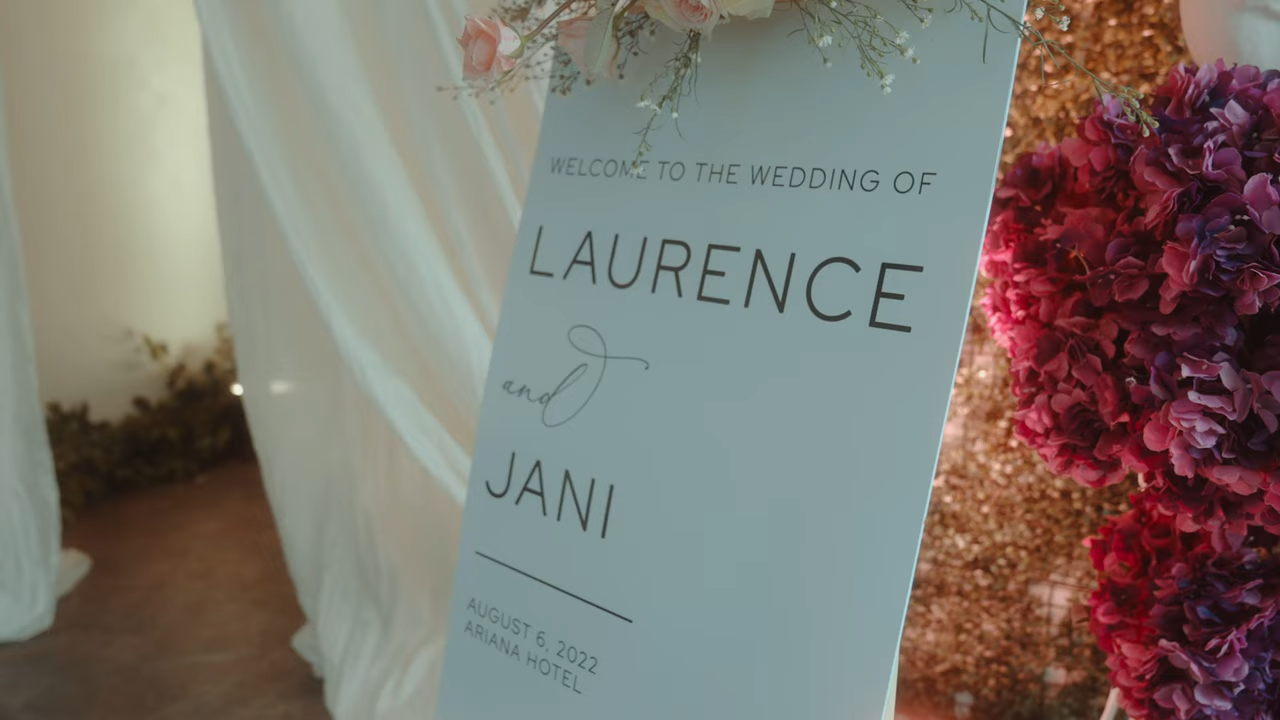 WELCOME TO THE WEDDING OF
LAURENCE
and
JANI
AUGUST 6, 2022
ARIANA HOTEL